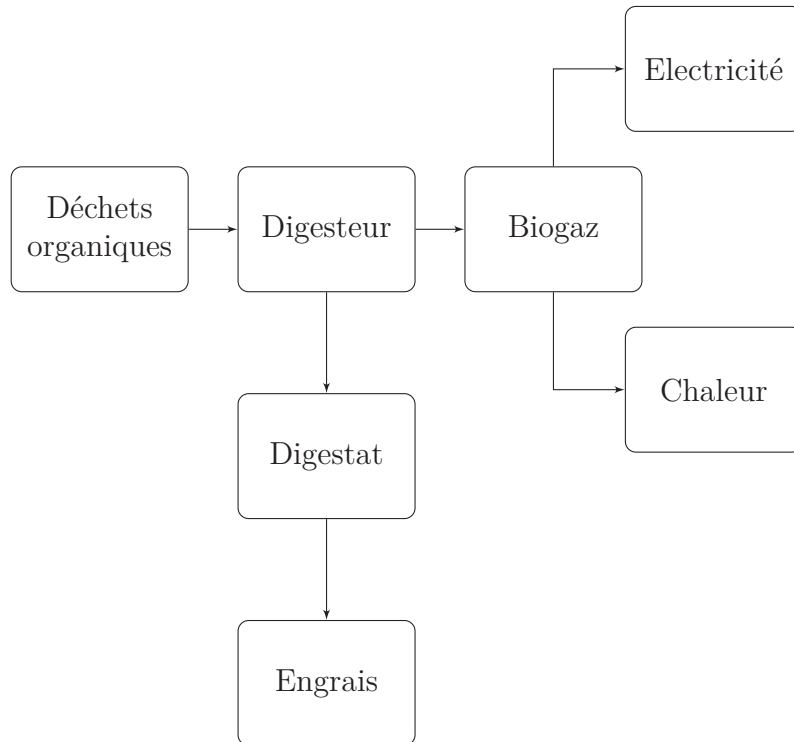 Electricité
Déchets
organiques
Digesteur
Biogaz
Chaleur
Digestat
Engrais